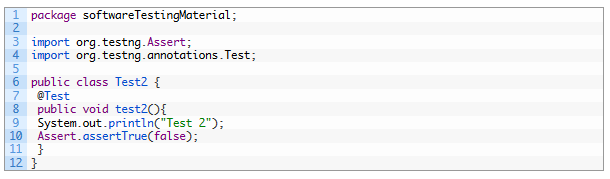 1 package softwareTestingMaterial;
2
3 import org.testng.Assert;
4 import org.testng.annotations.Test;
5
6 public class Test2 {
7 @Test
8 public void test2(){
9 System.out.println("Test 2");
10 Assert.assertTrue(false);
11 }
12 }